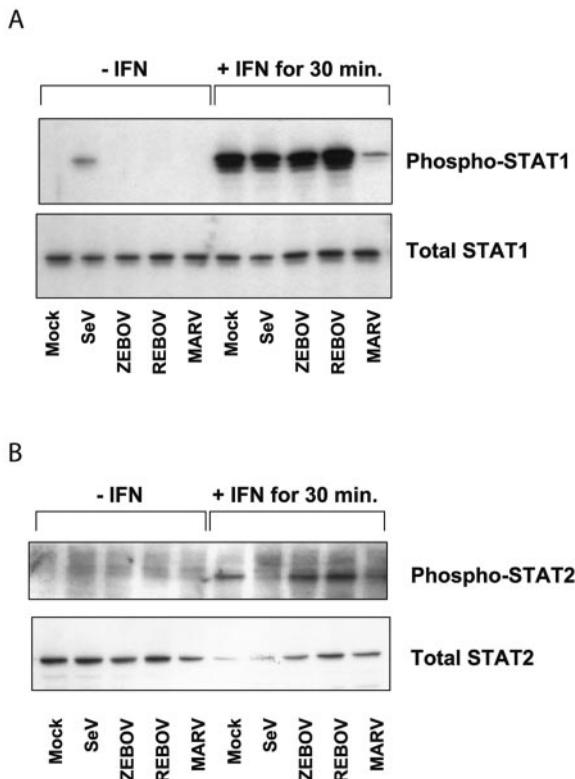 A
- IFN + IFN for 30 min.
Phospho-STAT1
Total STAT1
Mock SeV ZEBOV REBOV MARV Mock SeV ZEBOV REBOV MARV
B
- IFN + IFN for 30 min.
Phospho-STAT2
Total STAT2
Mock SeV ZEBOV REBOV MARV Mock SeV ZEBOV REBOV MARV